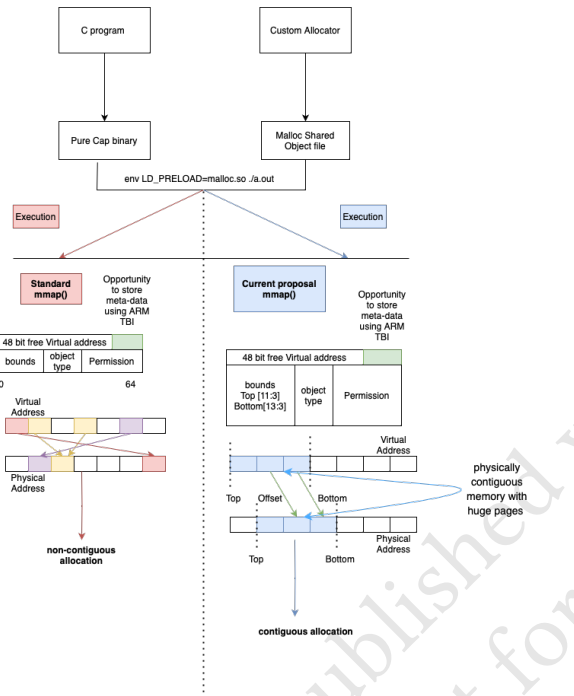 C program
Custom Allocator
Pure Cap binary
Malloc Shared
Object file
env LD_PRELOAD=malloc.so ./a.out
Execution
Execution
Standard
mmap()
Opportunity
to store
meta-data
using ARM
TBI
Current proposal
mmap()
Opportunity
to store
meta-data
using ARM
TBI
48 bit free Virtual address
bounds
object
type
Permission
0
64
48 bit free Virtual address
bounds
Top [11:3]
Bottom[13:3]
object
type
Permission
Virtual
Address
Physical
Address
non-contiguous
allocation
Virtual
Address
Top
Offset
Bottom
Physical
Address
Top
Bottom
physically
contiguous
memory with
huge pages
contiguous allocation